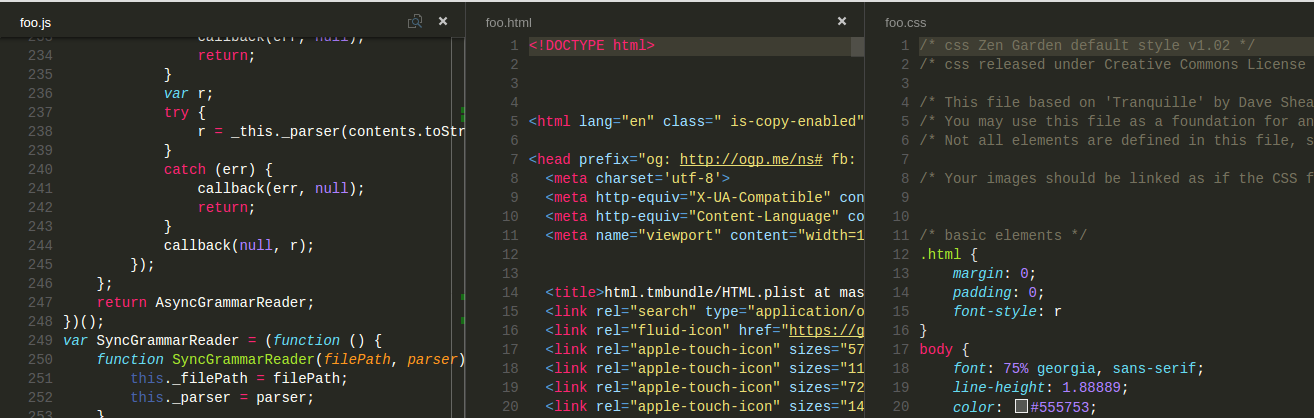 foo.js
233 callback(err, null);
234 return;
235 }
236 var r;
237 try {
238 r = _this._parser(contents.toStr
239 }
240 catch (err) {
241 callback(err, null);
242 return;
243 }
244 callback(null, r);
245 });
246 };
247 return AsyncGrammarReader;
248 })();
249 var SyncGrammarReader = (function () {
250 function SyncGrammarReader(filePath, parser)
251 this._filePath = filePath;
252 this._parser = parser;
253 }
foo.html
1 <!DOCTYPE html>
2
3
4
5 <html lang="en" class=" is-copy-enabled"
6
7 <head prefix="og: http://ogp.me/ns# fb:
8 <meta charset='utf-8'>
9 <meta http-equiv="X-UA-Compatible" con
10 <meta http-equiv="Content-Language" co
11 <meta name="viewport" content="width=1
12
13
14 <title>html.tmbundle/HTML.plist at mas
15 <link rel="search" type="application/o
16 <link rel="fluid-icon" href="https://g
17 <link rel="apple-touch-icon" sizes="57
18 <link rel="apple-touch-icon" sizes="11
19 <link rel="apple-touch-icon" sizes="72
20 <link rel="apple-touch-icon" sizes="14
foo.css
1 /* css Zen Garden default style v1.02 */
2 /* css released under Creative Commons License
3
4 /* This file based on 'Tranquille' by Dave Shea
5 /* You may use this file as a foundation for an
6 /* Not all elements are defined in this file, s
7
8 /* Your images should be linked as if the CSS f
9
10
11 /* basic elements */
12 .html {
13 margin: 0;
14 padding: 0;
15 font-style: r
16 }
17 body {
18 font: 75% georgia, sans-serif;
19 line-height: 1.88889;
20 color: #555753;